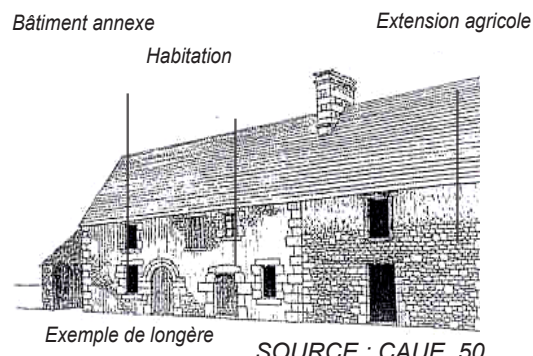 Bâtiment annexe
Extension agricole
Habitation
Exemple de longère
SOURCE : CAUE 50